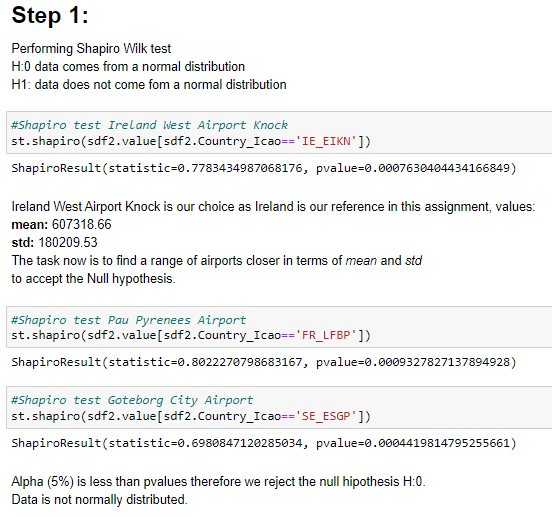 Step 1:
Performing Shapiro Wilk test
H:0 data comes from a normal distribution
H1: data does not come fom a normal distribution
#Shapiro test Ireland West Airport Knock
st.shapiro(sdf2.value[sdf2.Country_Icao=='IE_EIKN'])
ShapiroResult(statistic=0.7783434987068176, pvalue=0.0007630404434166849)
Ireland West Airport Knock is our choice as Ireland is our reference in this assignment, values:
mean: 607318.66
std: 180209.53
The task now is to find a range of airports closer in terms of mean and std
to accept the Null hypothesis.
#Shapiro test Pau Pyrenees Airport
st.shapiro(sdf2.value[sdf2.Country_Icao=='FR_LFBP'])
ShapiroResult(statistic=0.8022270798683167, pvalue=0.0009327827137894928)
#Shapiro test Goteborg City Airport
st.shapiro(sdf2.value[sdf2.Country_Icao=='SE_ESGP'])
ShapiroResult(statistic=0.6980847120285034, pvalue=0.0004419814795255661)
Alpha (5%) is less than pvalues therefore we reject the null hipothesis H:0.
Data is not normally distributed.